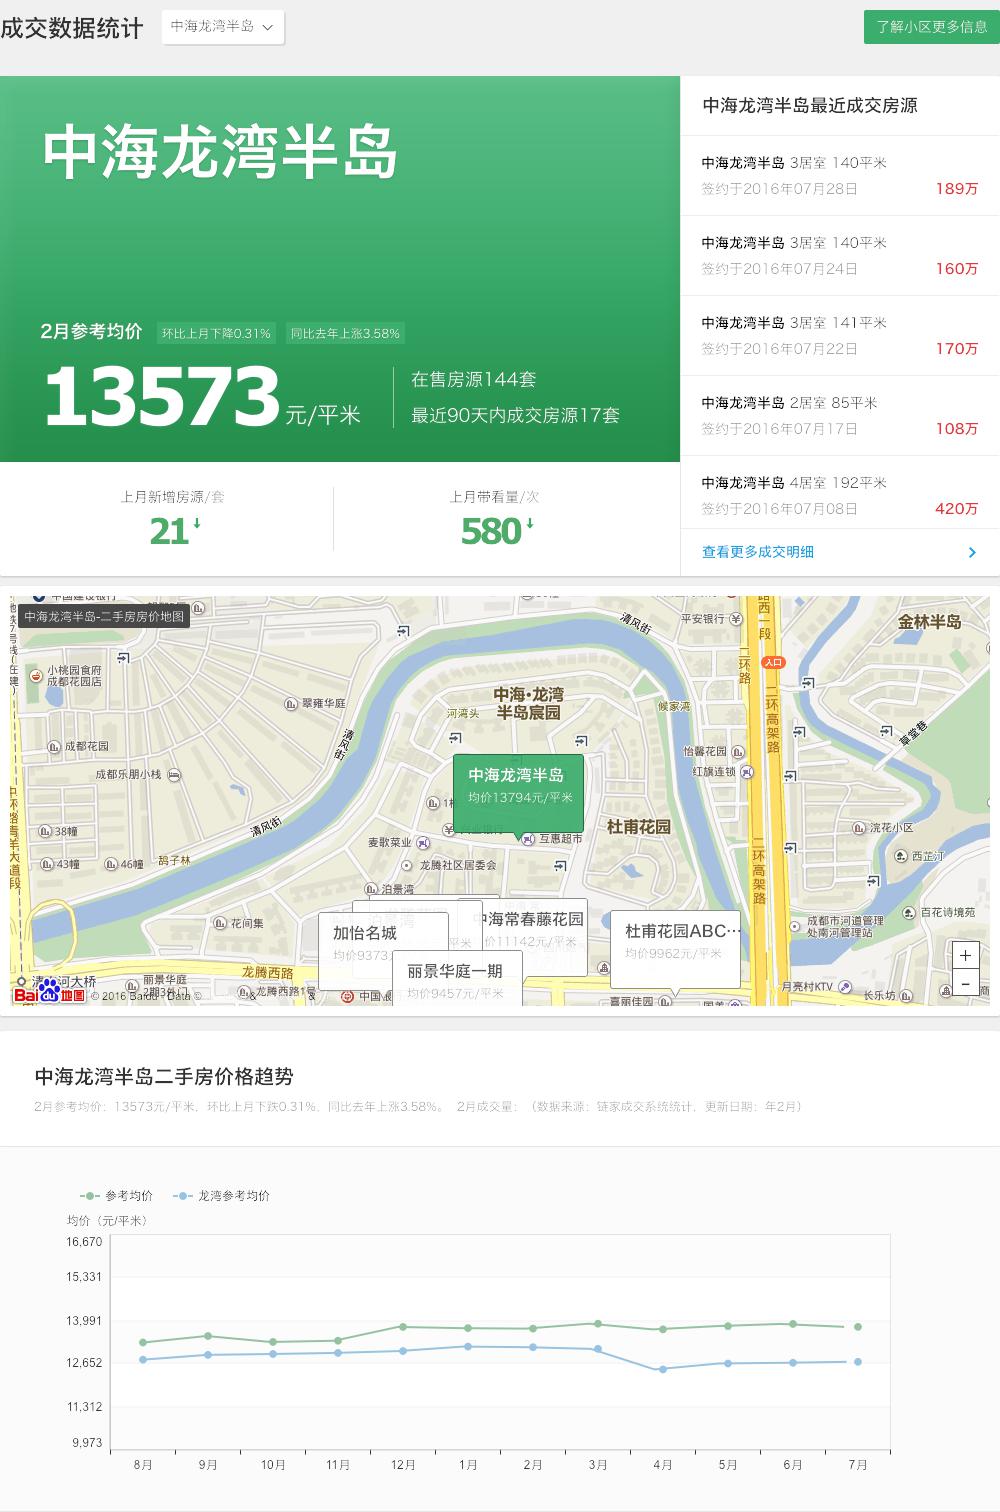 成交数据统计
中海龙湾半岛
了解小区更多信息
中海龙湾半岛
2月参考均价
环比上月下降0.31%
同比去年上涨3.58%
13573元/平米
在售房源144套
最近90天内成交房源17套
上月新增房源/套
21
上月带看量/次
580
中海龙湾半岛最近成交房源
中海龙湾半岛 3居室 140平米
签约于2016年07月28日 189万
中海龙湾半岛 3居室 140平米
签约于2016年07月24日 160万
中海龙湾半岛 3居室 141平米
签约于2016年07月22日 170万
中海龙湾半岛 2居室 85平米
签约于2016年07月17日 108万
中海龙湾半岛 4居室 192平米
签约于2016年07月08日 420万
查看更多成交明细
中海龙湾半岛-二手房房价地图
清风街
平安银行
金林半岛
二环路
入口
小桃园食府
成都花园店
翠雍华庭
中海·龙湾
半岛宸园
河湾头
候家湾
二环高架路
草堂巷
成都花园
清风街
怡馨花园
红旗连锁
成都乐朋小栈
中海龙湾半岛
均价13794元/平米
38幢
清风街
麦歌菜业
互惠超市
杜甫花园
浣花小区
43幢
46幢
鹄子林
龙腾社区居委会
二环高架路
西芷汀
泊景湾
花间集
加怡名城
均价9373
平米
中海常春藤花园
价11142元/平米
杜甫花园ABC···
均价9962元/平米
成都市河道管理
处南河管理站
百花诗境苑
丽景华庭一期
均价9457元/平米
龙腾西路
丽景华庭
龙腾西路1号
喜丽佳园
月亮村KTV
长乐坊
Bai 地图
© 2016 Baidu
Data ©
中海龙湾半岛二手房价格趋势
2月参考均价：13573元/平米，环比上月下跌0.31%，同比去年上涨3.58%。 2月成交量：（数据来源：链家成交系统统计，更新日期：年2月）
参考均价
龙湾参考均价
均价（元/平米）
16,670
15,331
13,991
12,652
11,312
9,973
8月 9月 10月 11月 12月 1月 2月 3月 4月 5月 6月 7月